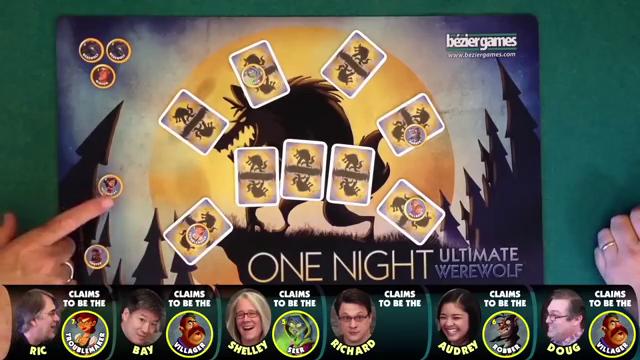 béziergames
www.beziergames.com
ONE NIGHT
ULTIMATE
WEREWOLF
CLAIMS
TO BE THE
TROUBLEMAKER
RIC
CLAIMS
TO BE THE
VILLAGER
BAY
CLAIMS
TO BE THE
SEER
SHELLEY
CLAIMS
TO BE THE
RICHARD
CLAIMS
TO BE THE
ROBBER
AUDREY
CLAIMS
TO BE THE
VILLAGER
DOUG